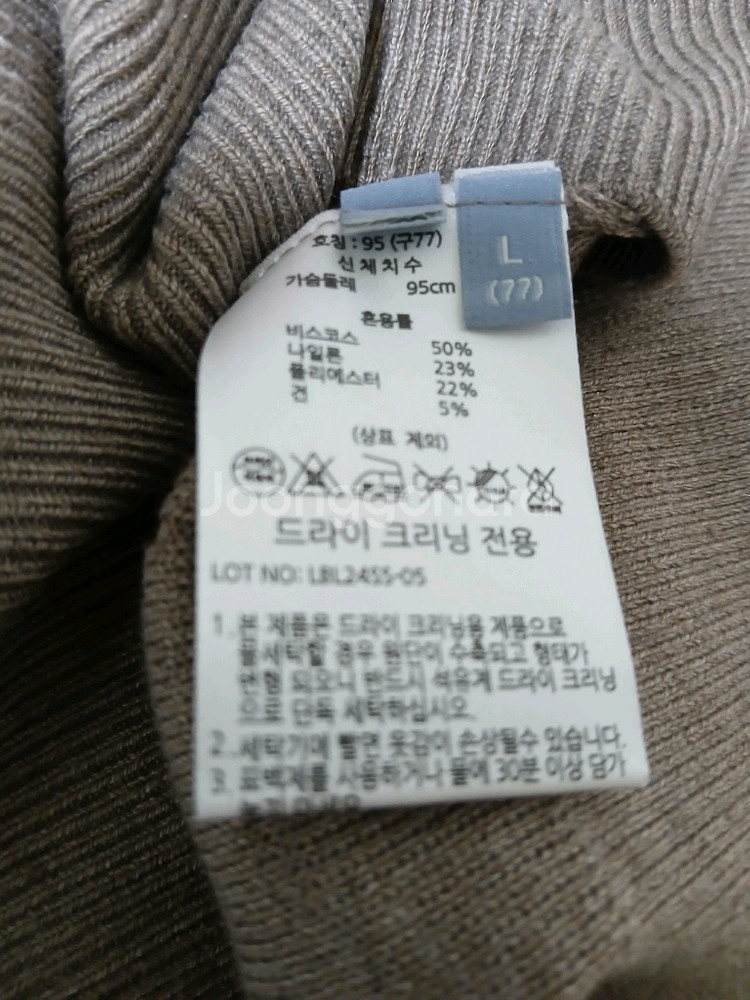 호칭 : 95 (구77)
신 체 치 수
가슴둘레 95cm
L
(77)
혼용률
비스코스 50%
나일론 23%
폴리에스터 22%
견 5%
(상표 제외)
Joonggonara
드라이 크리닝 전용
LOT NO: LBL2455-05
1. 본 제품은 드라이 크리닝용 제품으로
물세탁할 경우 원단이 수축되고 형태가
변형 되오니 반드시 석유계 드라이 크리닝
으로 단독 세탁하십시오.
2. 세탁기에 빨면 옷감이 손상될수 있습니다.
3. 표백제를 사용하거나 물에 30분 이상 담가